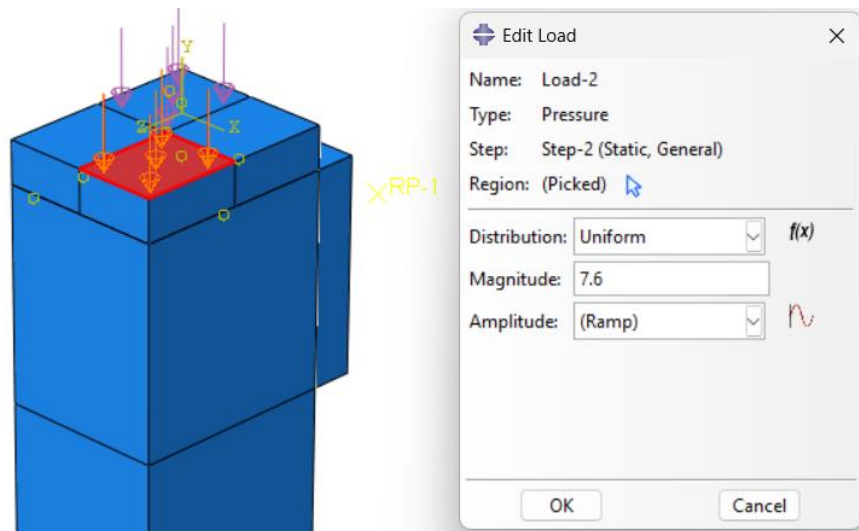 Y
Z
X
RP-1
Edit Load
Name: Load-2
Type: Pressure
Step: Step-2 (Static, General)
Region: (Picked)
Distribution: Uniform f(x)
Magnitude: 7.6
Amplitude: (Ramp)
OK Cancel